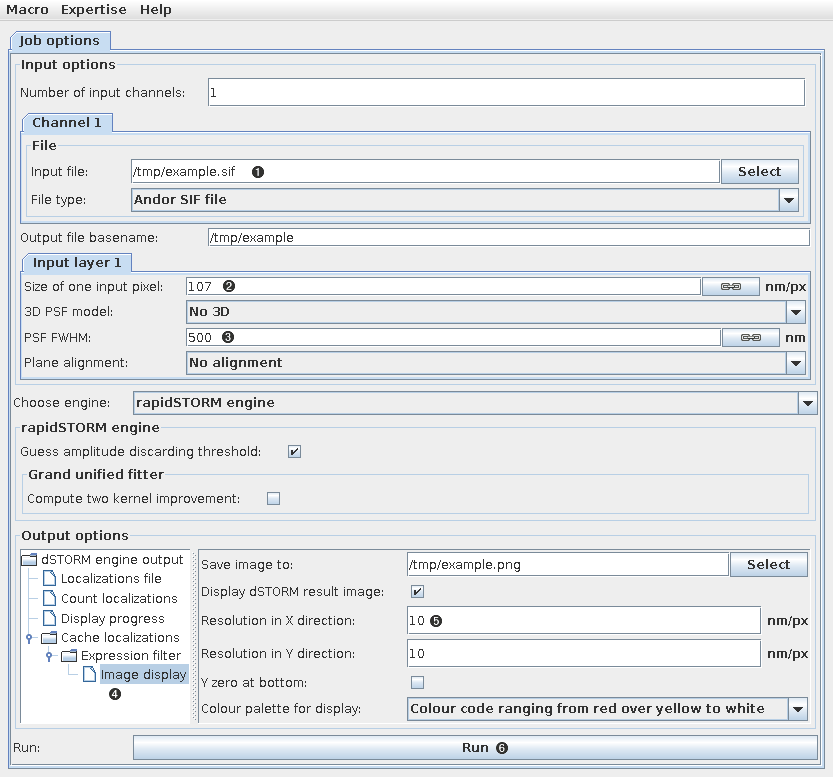 Macro Expertise Help
Job options
Input options
Number of input channels: 1
Channel 1
File
Input file: /tmp/example.sif ❶ Select
File type: Andor SIF file
Output file basename: /tmp/example
Input layer 1
Size of one input pixel: 107 ❷ nm/px
3D PSF model: No 3D
PSF FWHM: 500 ❸ nm
Plane alignment: No alignment
Choose engine: rapidSTORM engine
rapidSTORM engine
Guess amplitude discarding threshold:
Grand unified fitter
Compute two kernel improvement:
Output options
dSTORM engine output
Localizations file
Count localizations
Display progress
Cache localizations
Expression filter
Image display
❹
Save image to: /tmp/example.png Select
Display dSTORM result image:
Resolution in X direction: 10 ❺ nm/px
Resolution in Y direction: 10 nm/px
Y zero at bottom:
Colour palette for display: Colour code ranging from red over yellow to white
Run: Run ❻